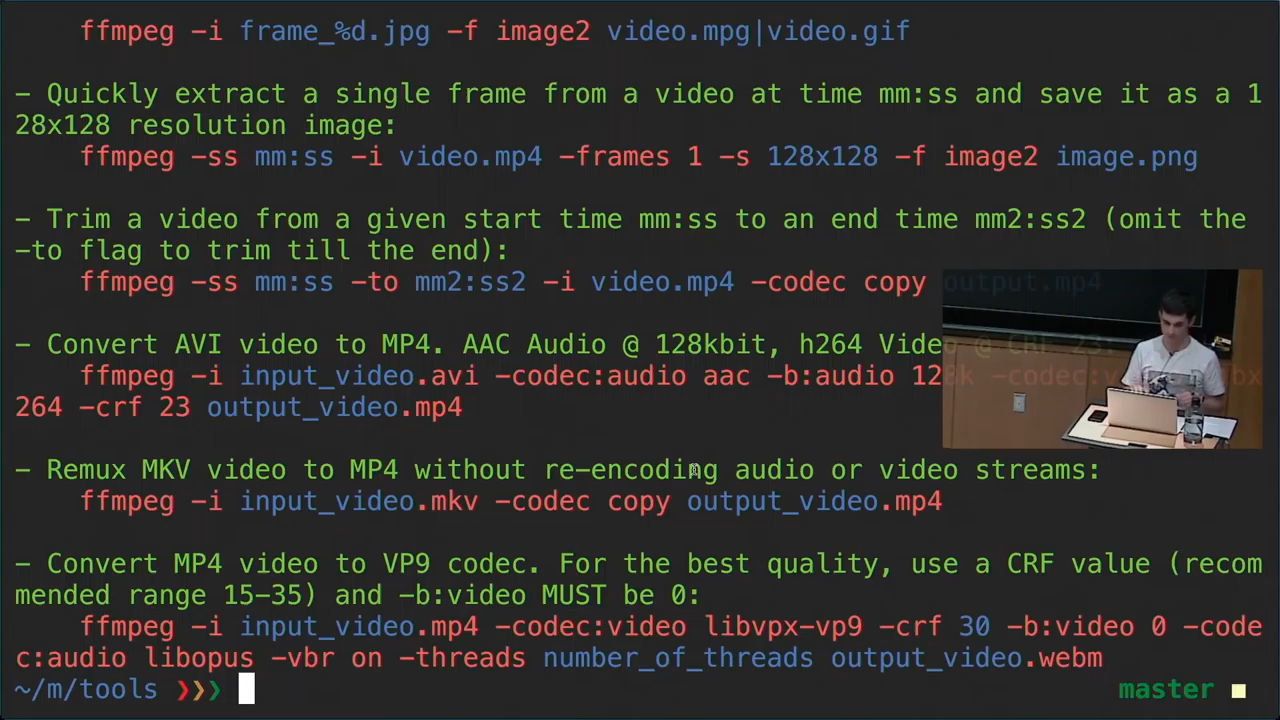 ffmpeg -i frame_%d.jpg -f image2 video.mpg|video.gif
- Quickly extract a single frame from a video at time mm:ss and save it as a 1
28x128 resolution image:
ffmpeg -ss mm:ss -i video.mp4 -frames 1 -s 128x128 -f image2 image.png
- Trim a video from a given start time mm:ss to an end time mm2:ss2 (omit the
-to flag to trim till the end):
ffmpeg -ss mm:ss -to mm2:ss2 -i video.mp4 -codec copy output.mp4
- Convert AVI video to MP4. AAC Audio @ 128kbit, h264 Video @ CRF 23:
ffmpeg -i input_video.avi -codec:audio aac -b:audio 128k
264 -crf 23 output_video.mp4
- Remux MKV video to MP4 without re-encoding audio or video streams:
ffmpeg -i input_video.mkv -codec copy output_video.mp4
- Convert MP4 video to VP9 codec. For the best quality, use a CRF value (recom
mended range 15-35) and -b:video MUST be 0:
ffmpeg -i input_video.mp4 -codec:video libvpx-vp9 -crf 30 -b:video 0 -code
c:audio libopus -vbr on -threads number_of_threads output_video.webm
~/m/tools ❯❯❯ master